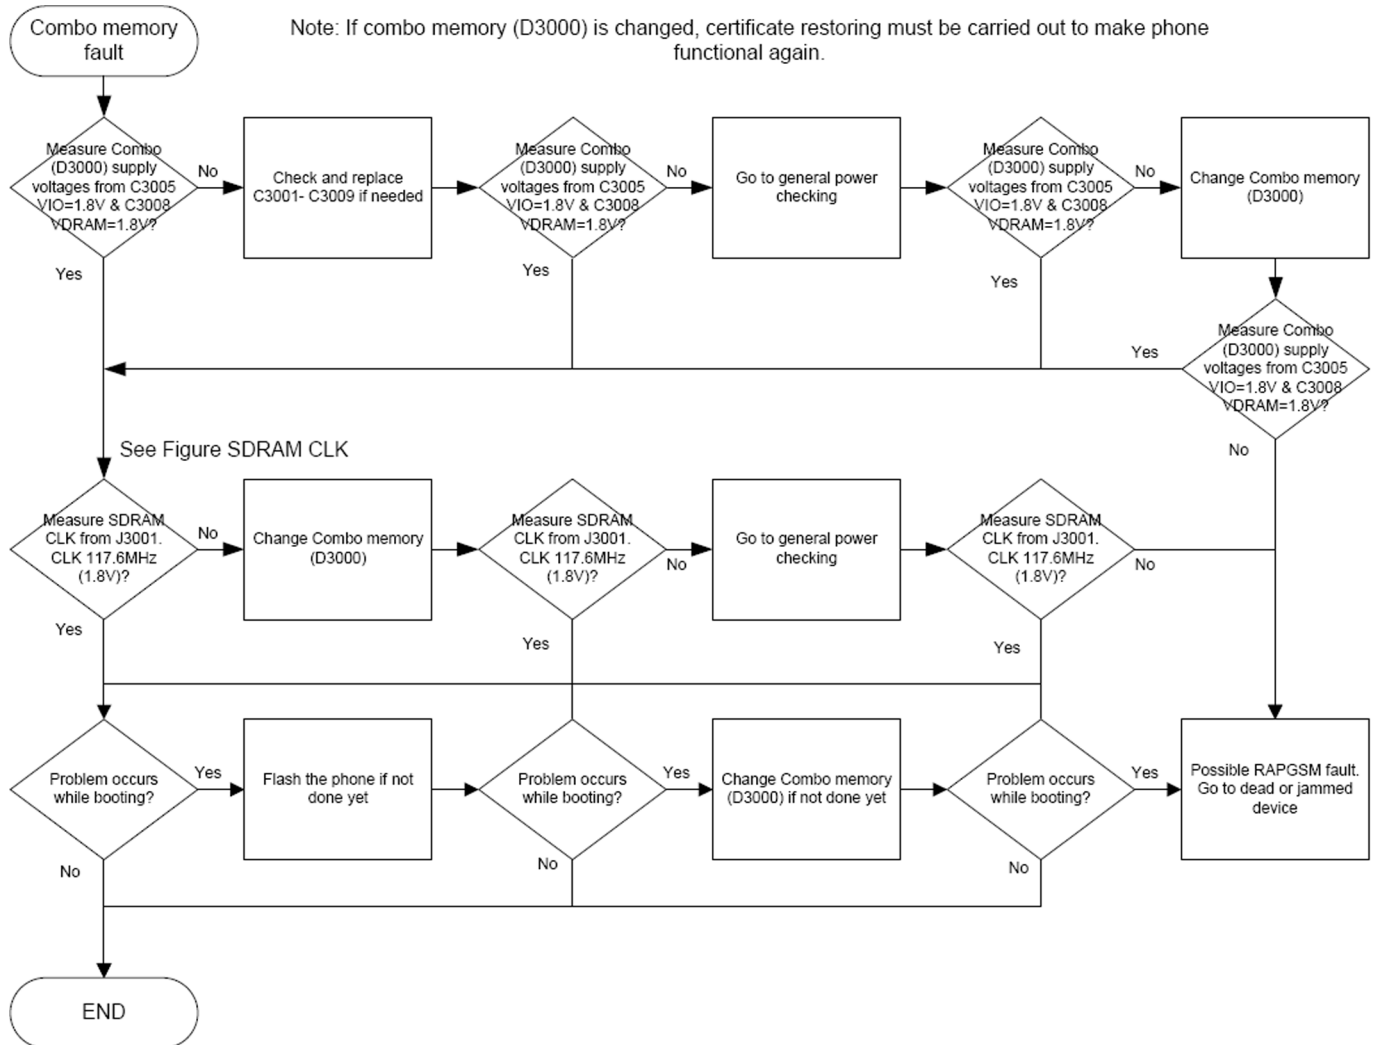 Combo memory
fault
Note: If combo memory (D3000) is changed, certificate restoring must be carried out to make phone
functional again.
Measure Combo
(D3000) supply
voltages from C3005
VIO=1.8V & C3008
VDRAM=1.8V?
No
Yes
Check and replace
C3001- C3009 if needed
Measure Combo
(D3000) supply
voltages from C3005
VIO=1.8V & C3008
VDRAM=1.8V?
No
Yes
Go to general power
checking
Measure Combo
(D3000) supply
voltages from C3005
VIO=1.8V & C3008
VDRAM=1.8V?
No
Yes
Change Combo memory
(D3000)
Measure Combo
(D3000) supply
voltages from C3005
VIO=1.8V & C3008
VDRAM=1.8V?
Yes
No
See Figure SDRAM CLK
Measure SDRAM
CLK from J3001.
CLK 117.6MHz
(1.8V)?
No
Yes
Change Combo memory
(D3000)
Measure SDRAM
CLK from J3001.
CLK 117.6MHz
(1.8V)?
No
Yes
Go to general power
checking
Measure SDRAM
CLK from J3001.
CLK 117.6MHz
(1.8V)?
No
Yes
Problem occurs
while booting?
Yes
No
Flash the phone if not
done yet
Problem occurs
while booting?
Yes
No
Change Combo memory
(D3000) if not done yet
Problem occurs
while booting?
Yes
No
Possible RAPGSM fault.
Go to dead or jammed
device
END